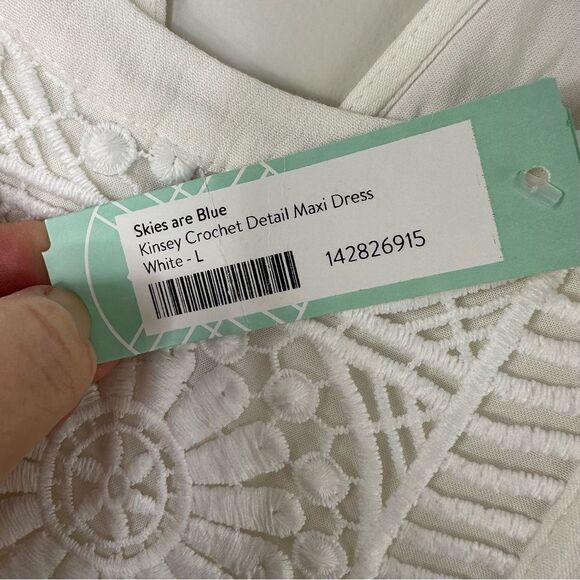 Skies are Blue
Kinsey Crochet Detail Maxi Dress
White - L
142826915